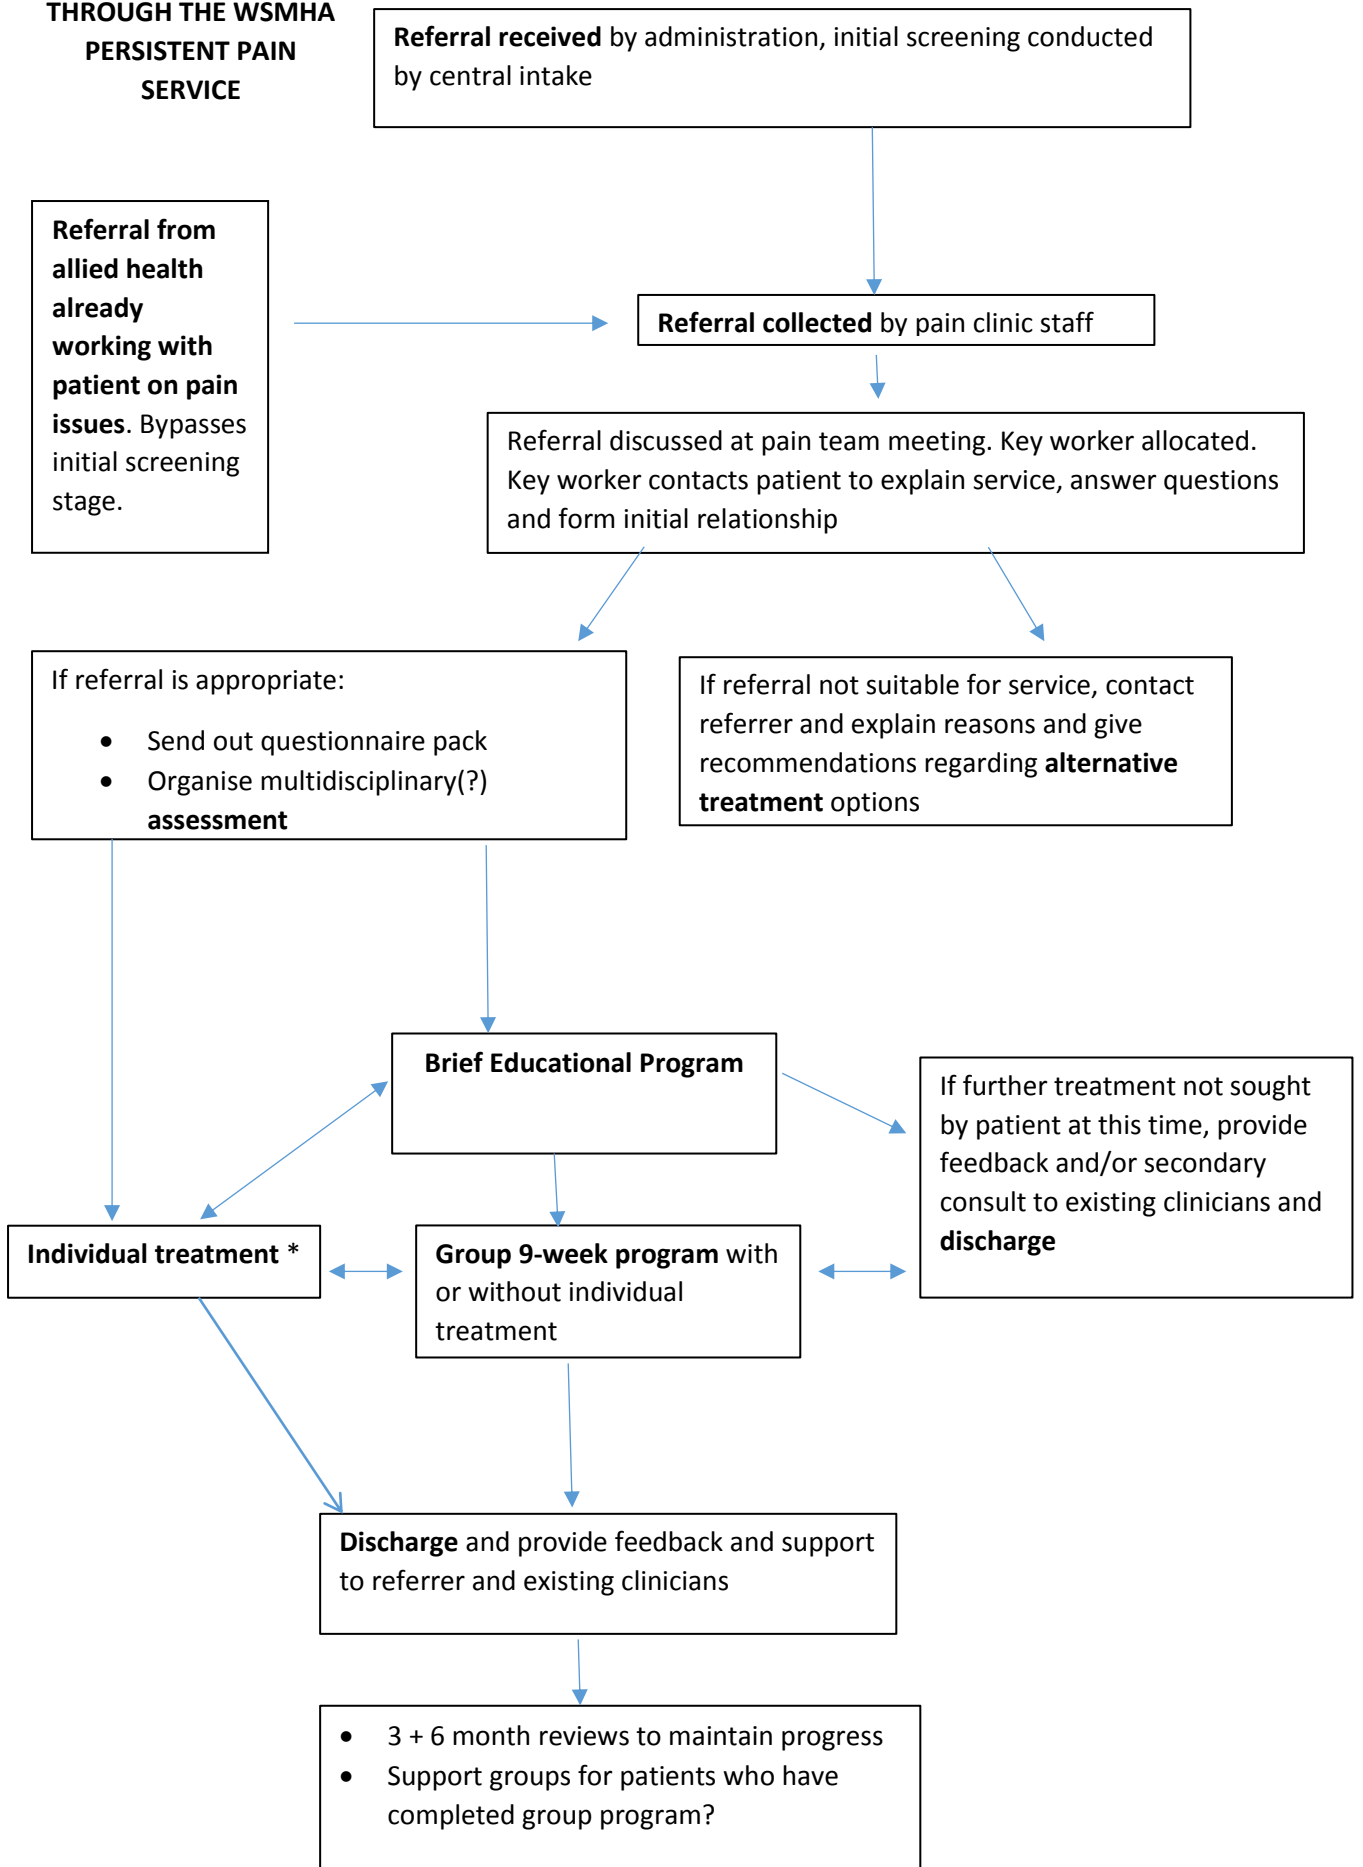 THROUGH THE WSMHA
PERSISTENT PAIN
SERVICE
Referral received by administration, initial screening conducted
by central intake
Referral from
allied health
already
working with
patient on pain
issues. Bypasses
initial screening
stage.
Referral collected by pain clinic staff
Referral discussed at pain team meeting. Key worker allocated.
Key worker contacts patient to explain service, answer questions
and form initial relationship
If referral is appropriate:
• Send out questionnaire pack
• Organise multidisciplinary(?)
assessment
If referral not suitable for service, contact
referrer and explain reasons and give
recommendations regarding alternative
treatment options
Brief Educational Program
If further treatment not sought
by patient at this time, provide
feedback and/or secondary
consult to existing clinicians and
discharge
Individual treatment *
Group 9-week program with
or without individual
treatment
Discharge and provide feedback and support
to referrer and existing clinicians
• 3 + 6 month reviews to maintain progress
• Support groups for patients who have
completed group program?